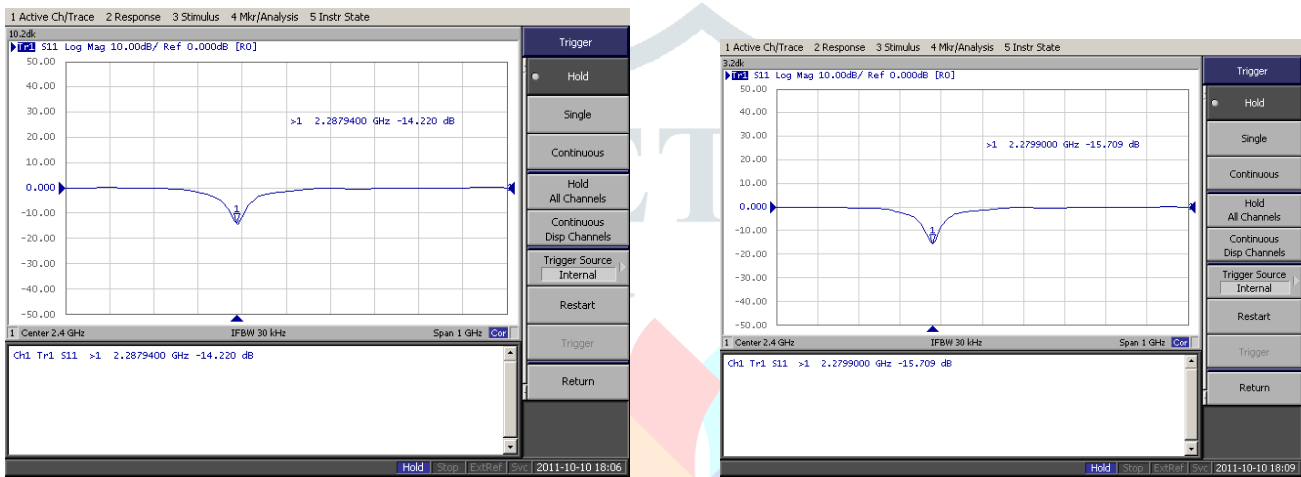 1 Active Ch/Trace 2 Response 3 Stimulus 4 Mkr/Analysis 5 Instr State
10.2dk
Tr1 S11 Log Mag 10.00dB/ Ref 0.000dB [RO]
50.00
40.00
30.00
>1 2.2879400 GHz -14.220 dB
20.00
10.00
0.000
-10.00
1
-20.00
-30.00
-40.00
-50.00
1 Center 2.4 GHz IFBW 30 kHz Span 1 GHz Cor
Ch1 Tr1 S11 >1 2.2879400 GHz -14.220 dB
Trigger
Hold
Single
Continuous
Hold
All Channels
Continuous
Disp Channels
Trigger Source
Internal
Restart
Trigger
Return
Hold Stop ExtRef Svc 2011-10-10 18:06
1 Active Ch/Trace 2 Response 3 Stimulus 4 Mkr/Analysis 5 Instr State
3.2dk
Tr1 S11 Log Mag 10.00dB/ Ref 0.000dB [RO]
50.00
40.00
30.00
>1 2.2799000 GHz -15.709 dB
20.00
10.00
0.000
-10.00
1
-20.00
-30.00
-40.00
-50.00
1 Center 2.4 GHz IFBW 30 kHz Span 1 GHz Cor
Ch1 Tr1 S11 >1 2.2799000 GHz -15.709 dB
Trigger
Hold
Single
Continuous
Hold
All Channels
Continuous
Disp Channels
Trigger Source
Internal
Restart
Trigger
Return
Hold Stop ExtRef Svc 2011-10-10 18:09